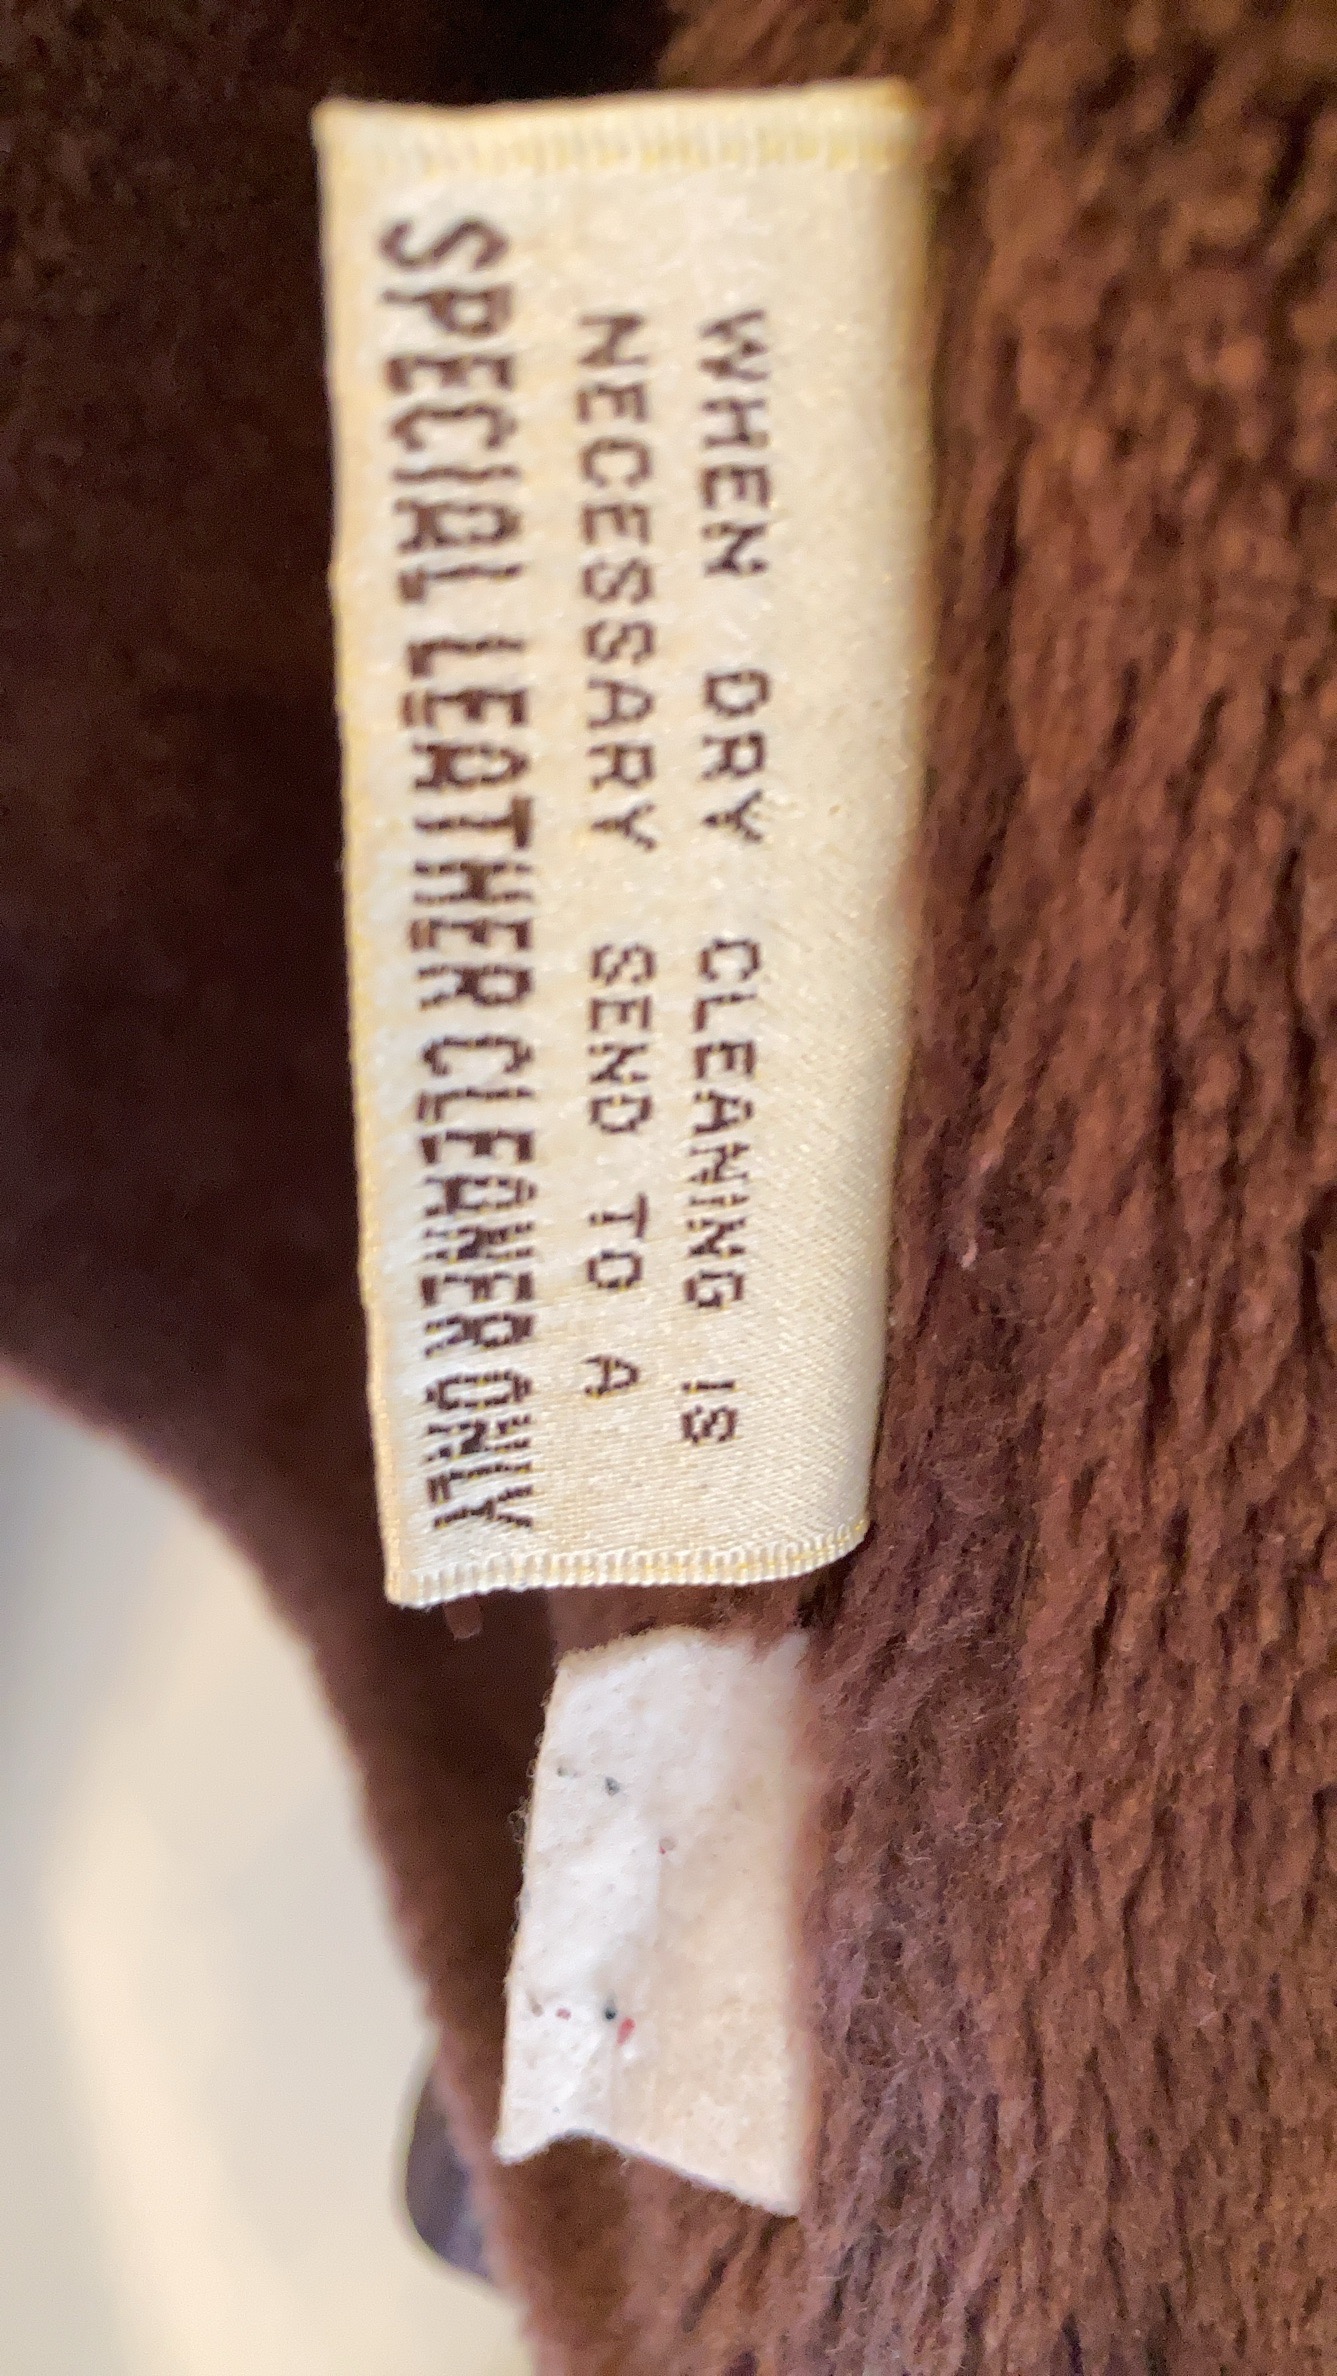 WHEN DRY CLEANING IS
NECESSARY SEND TO A
SPECIAL LEATHER CLEANER ONLY